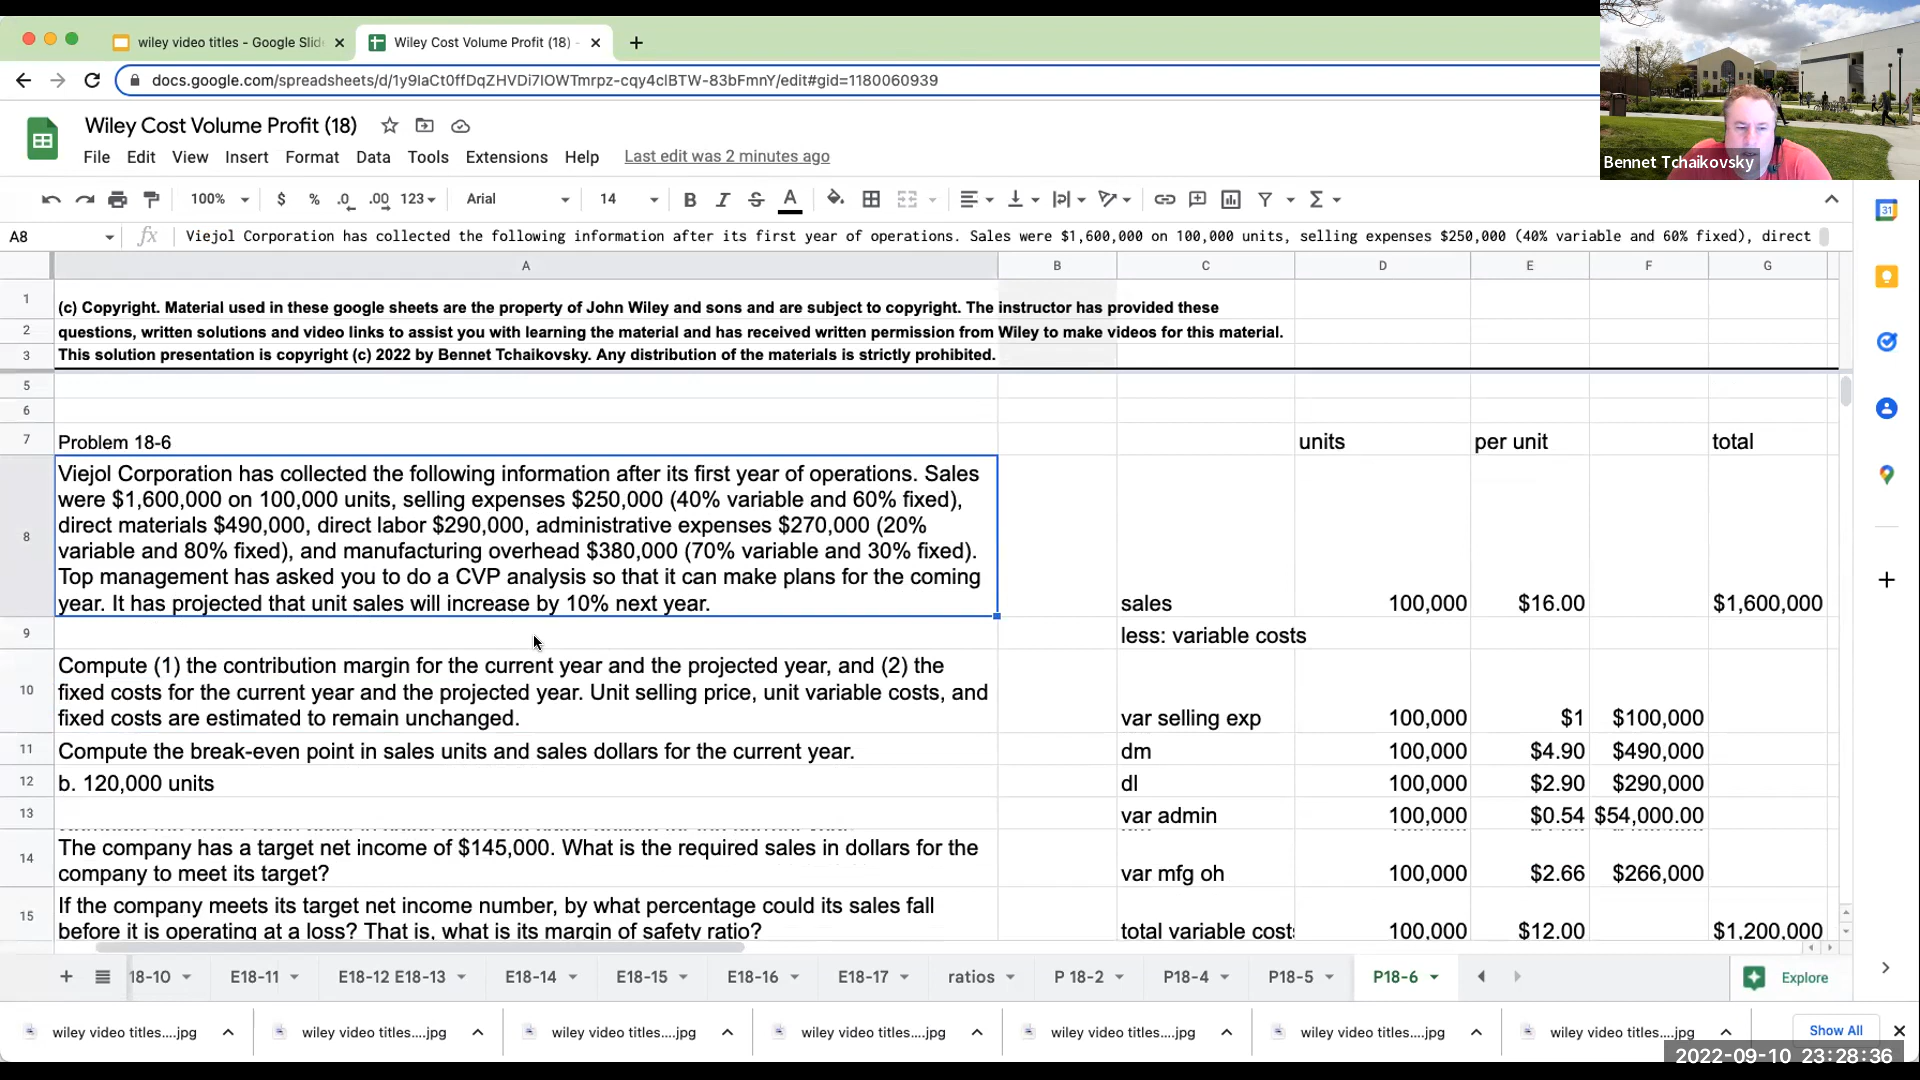 wiley video titles - Google Slid
Wiley Cost Volume Profit (18) -
docs.google.com/spreadsheets/d/1y9laCt0ffDqZHVDi7lOWTmrpz-cqy4clBTW-83bFmnY/edit#gid=1180060939
Bennet Tchaikovsky
Wiley Cost Volume Profit (18)
File Edit View Insert Format Data Tools Extensions Help Last edit was 2 minutes ago
100% $ % .0 .00 123 Arial 14 B I S A
A8 fx Viejol Corporation has collected the following information after its first year of operations. Sales were $1,600,000 on 100,000 units, selling expenses $250,000 (40% variable and 60% fixed), direct
A B C D E F G
1 (c) Copyright. Material used in these google sheets are the property of John Wiley and sons and are subject to copyright. The instructor has provided these
2 questions, written solutions and video links to assist you with learning the material and has received written permission from Wiley to make videos for this material.
3 This solution presentation is copyright (c) 2022 by Bennet Tchaikovsky. Any distribution of the materials is strictly prohibited.
5
6
7 Problem 18-6 units per unit total
Viejol Corporation has collected the following information after its first year of operations. Sales
were $1,600,000 on 100,000 units, selling expenses $250,000 (40% variable and 60% fixed),
direct materials $490,000, direct labor $290,000, administrative expenses $270,000 (20%
8 variable and 80% fixed), and manufacturing overhead $380,000 (70% variable and 30% fixed).
Top management has asked you to do a CVP analysis so that it can make plans for the coming
year. It has projected that unit sales will increase by 10% next year. sales 100,000 $16.00 $1,600,000
9 less: variable costs
Compute (1) the contribution margin for the current year and the projected year, and (2) the
10 fixed costs for the current year and the projected year. Unit selling price, unit variable costs, and
fixed costs are estimated to remain unchanged. var selling exp 100,000 $1 $100,000
11 Compute the break-even point in sales units and sales dollars for the current year. dm 100,000 $4.90 $490,000
12 b. 120,000 units dl 100,000 $2.90 $290,000
13 var admin 100,000 $0.54 $54,000.00
14 The company has a target net income of $145,000. What is the required sales in dollars for the
company to meet its target? var mfg oh 100,000 $2.66 $266,000
15 If the company meets its target net income number, by what percentage could its sales fall
before it is operating at a loss? That is, what is its margin of safety ratio? total variable costs 100,000 $12.00 $1,200,000
18-10 E18-11 E18-12 E18-13 E18-14 E18-15 E18-16 E18-17 ratios P 18-2 P18-4 P18-5 P18-6 Explore
wiley video titles....jpg wiley video titles....jpg wiley video titles....jpg wiley video titles....jpg wiley video titles....jpg wiley video titles....jpg wiley video titles....jpg Show All
2022-09-10 23:28:36
31